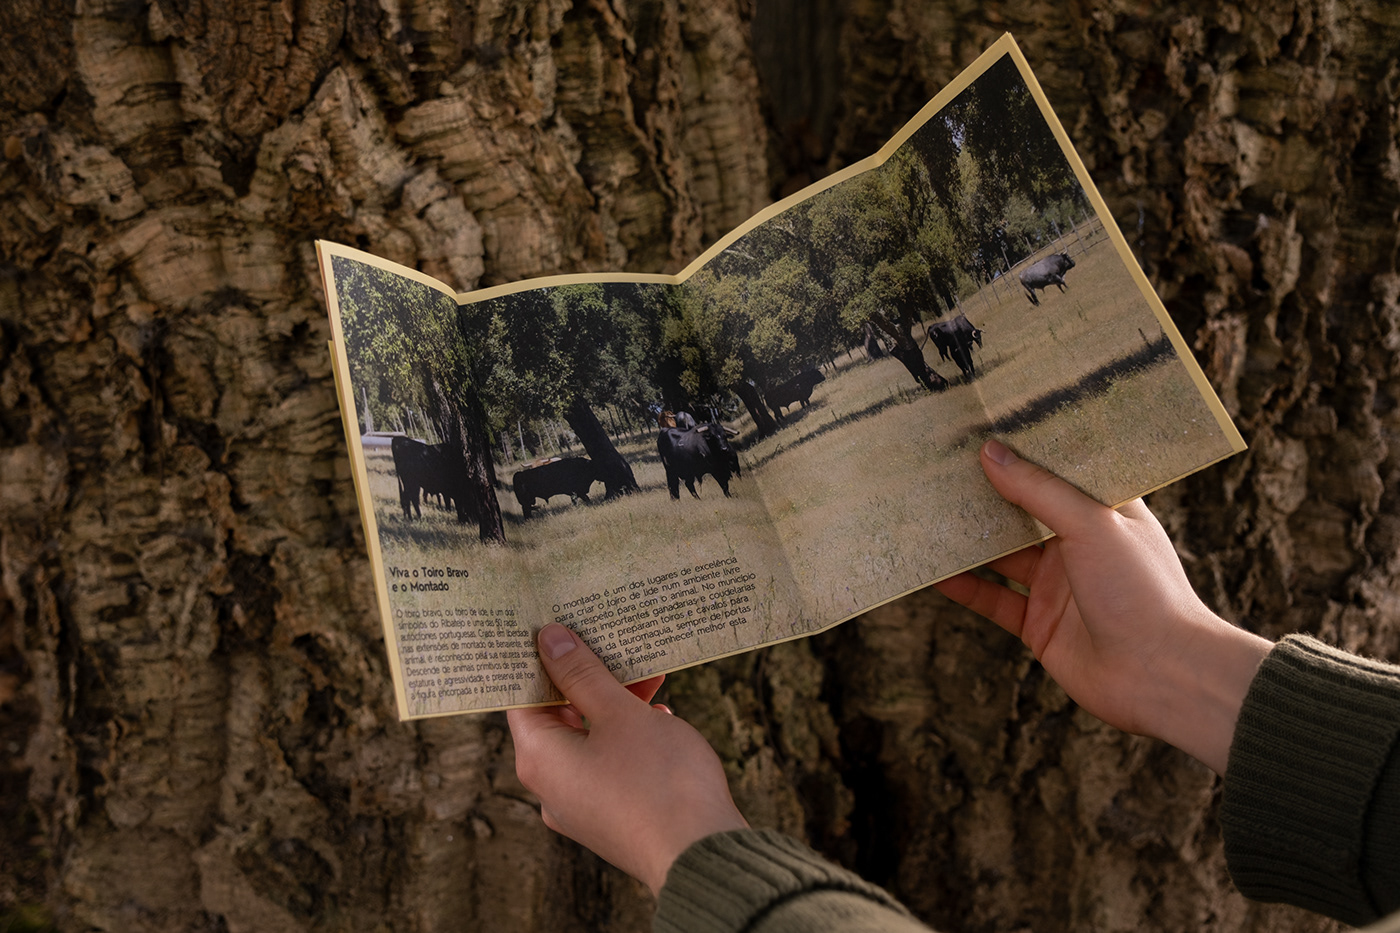 Viva o Toiro Bravo
e o Montado
O toiro bravo, ou toiro de lide, é um dos
símbolos do Ribatejo e uma das 50 raças
autóctones portuguesas. Criado em liberdade
nas extensões de montado de Benavente, este
animal é reconhecido pela sua natureza
Descende de animais primitivos de grande
estatura e agressividade, e preserva até hoje
a figura encorpada e a bravura inata.
O montado é um dos lugares de excelência
para criar o toiro de lide num ambiente livre
de respeito para com o animal. No município
importantes ganadarias e coudelarias
criam e preparam toiros e cavalos para
da tauromaquia, sempre de portas
para ficar a conhecer melhor esta
ribatejana.